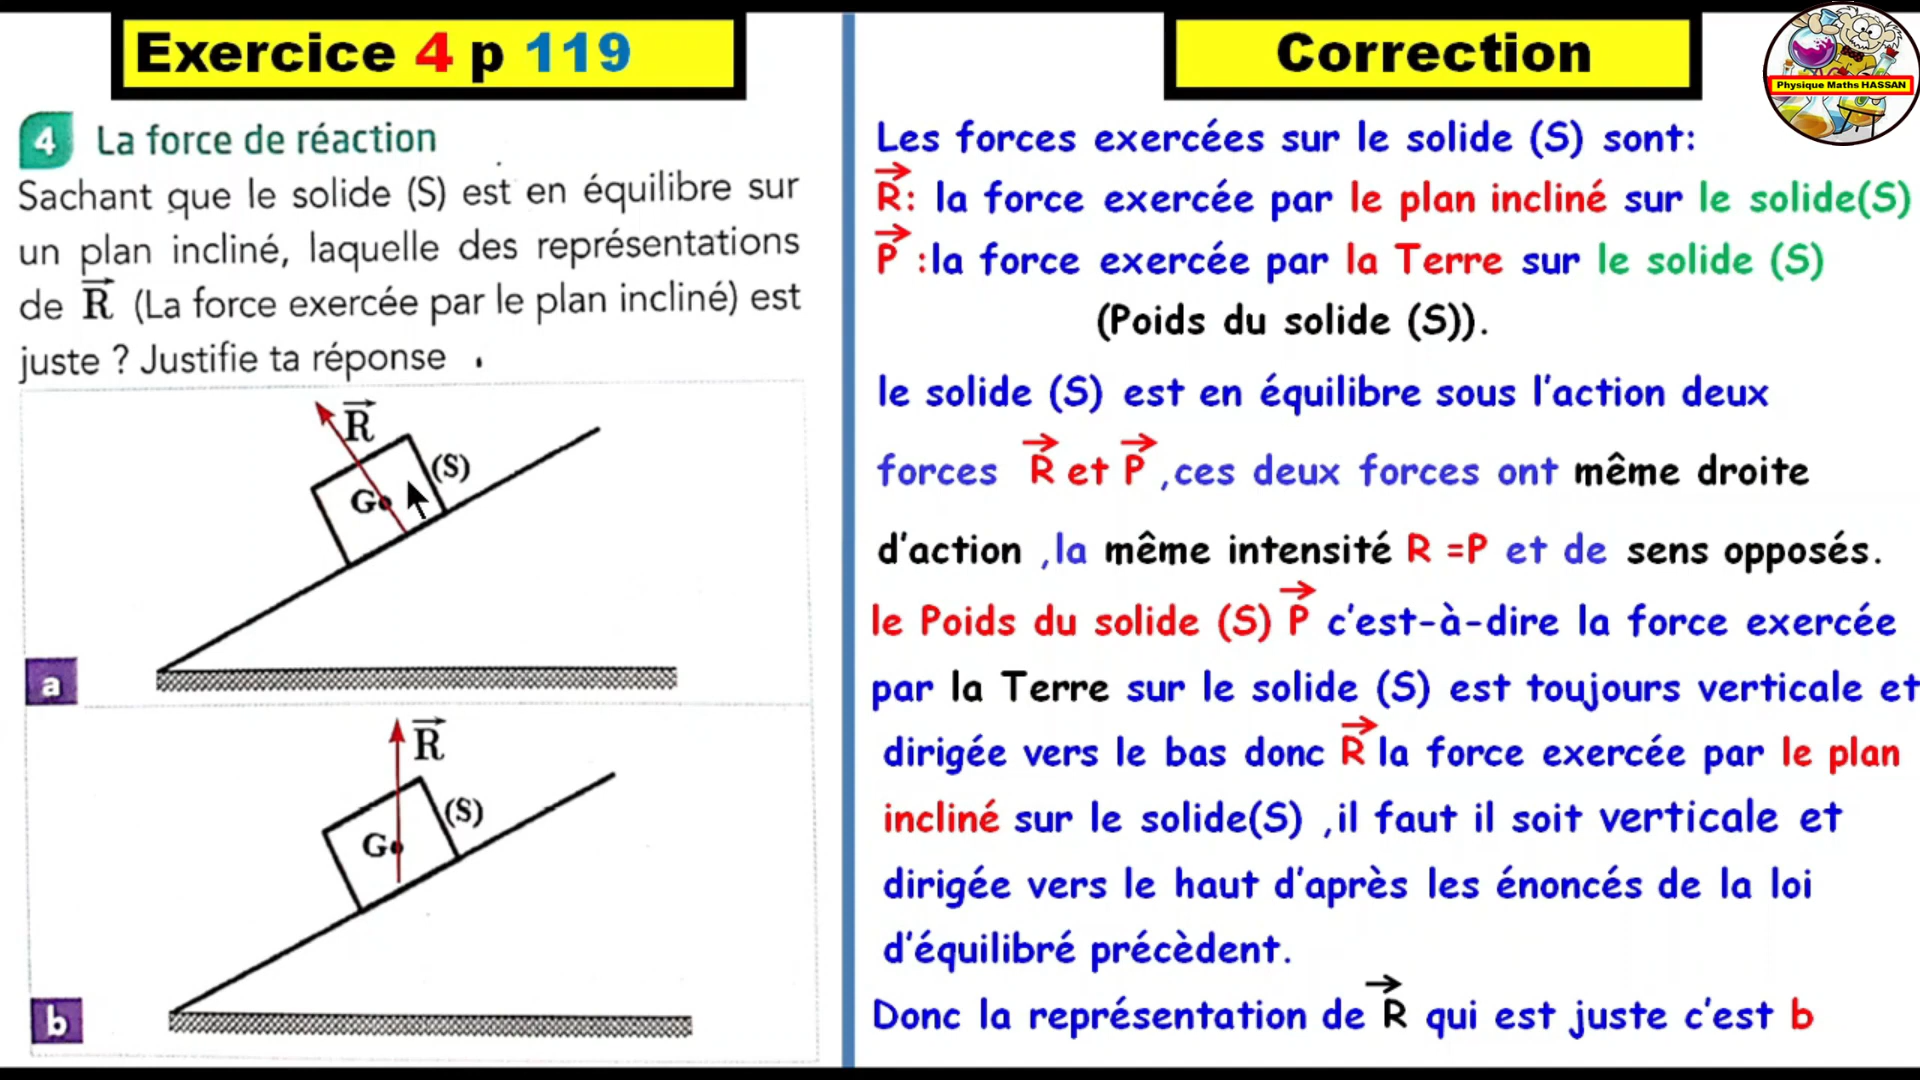 Exercice 4 p 119
4 La force de réaction
Sachant que le solide (S) est en équilibre sur
un plan incliné, laquelle des représentations
de R (La force exercée par le plan incliné) est
juste ? Justifie ta réponse .
R
(S)
G
a
R
(S)
G
b
Correction
Physique Maths HASSAN
Les forces exercées sur le solide (S) sont:
R: la force exercée par le plan incliné sur le solide(S)
P :la force exercée par la Terre sur le solide (S)
(Poids du solide (S)).
le solide (S) est en équilibre sous l'action deux
forces R et P ,ces deux forces ont même droite
d'action ,la même intensité R =P et de sens opposés.
le Poids du solide (S) P c'est-à-dire la force exercée
par la Terre sur le solide (S) est toujours verticale et
dirigée vers le bas donc R la force exercée par le plan
incliné sur le solide(S) ,il faut il soit verticale et
dirigée vers le haut d'après les énoncés de la loi
d'équilibré précèdent.
Donc la représentation de R qui est juste c'est b